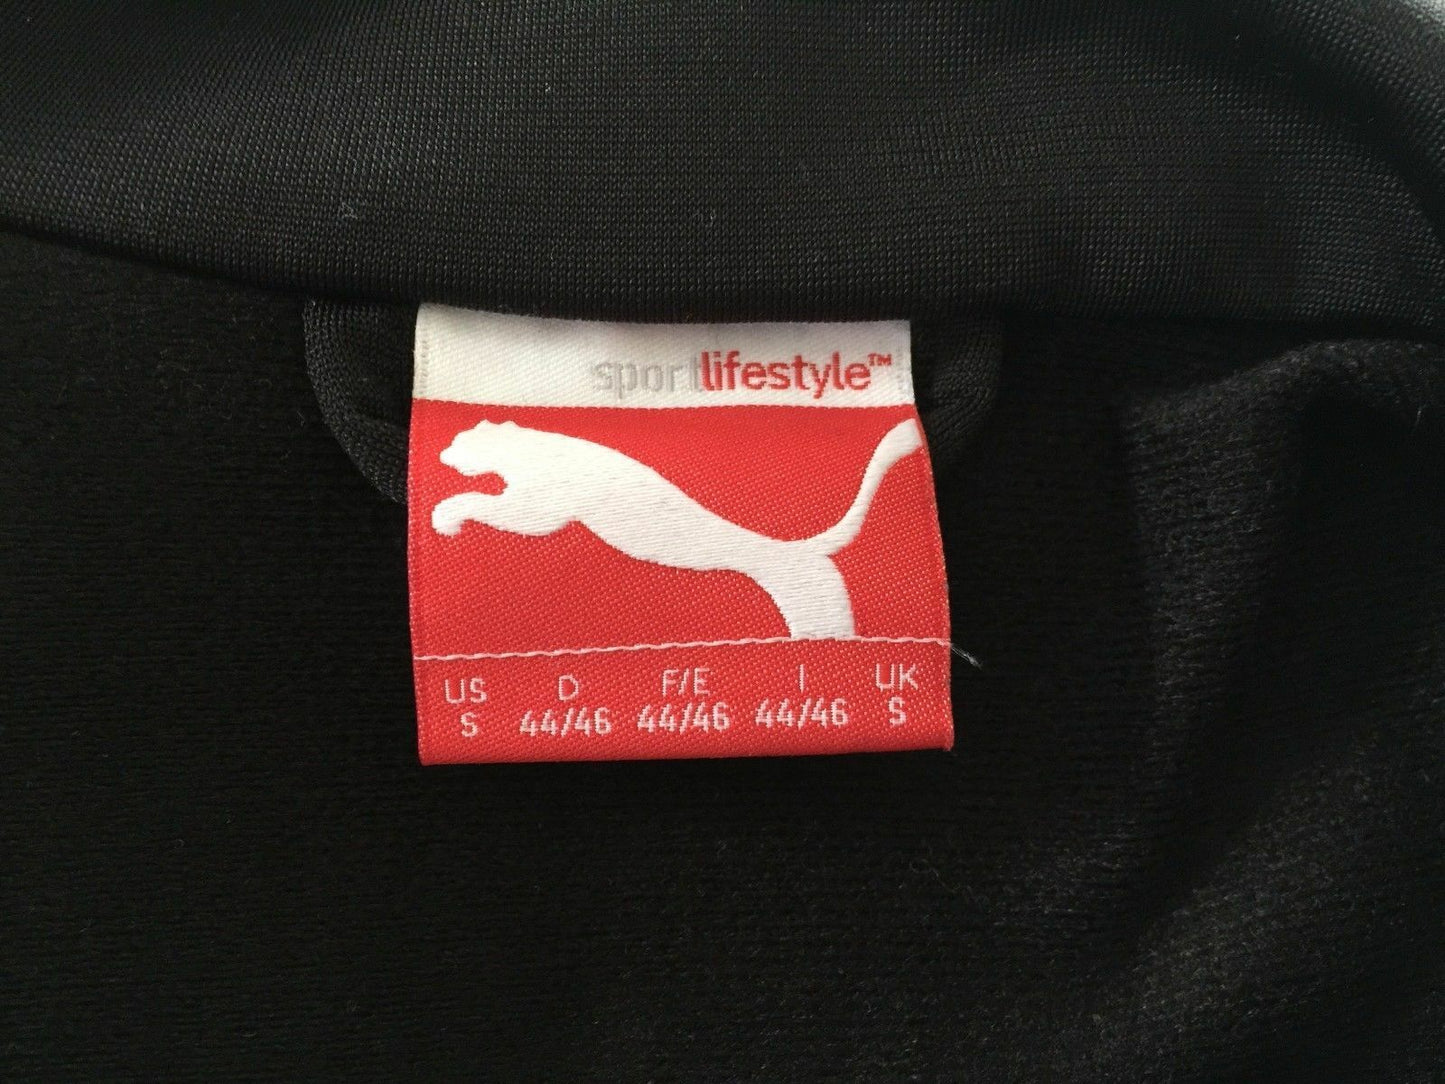 sportlifestyle™
US D F/E I UK
S 44/46 44/46 44/46 S